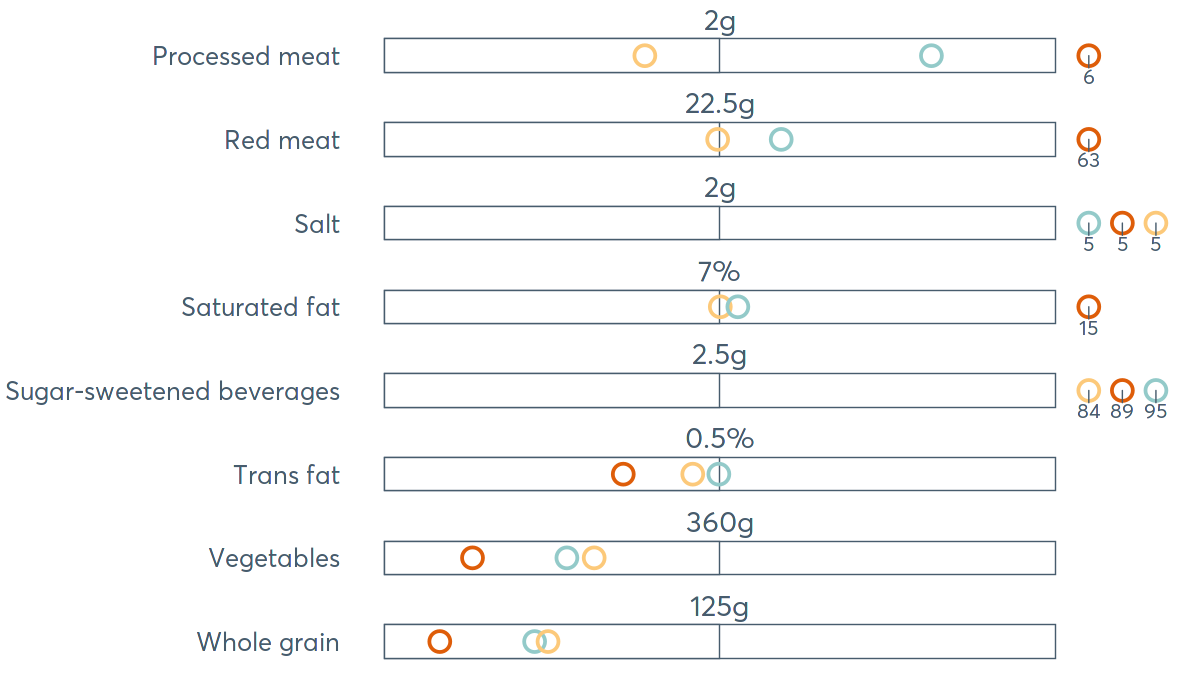 2g
Processed meat
6
22.5g
Red meat
63
2g
Salt
5 5 5
7%
Saturated fat
15
2.5g
Sugar-sweetened beverages
84 89 95
0.5%
Trans fat
360g
Vegetables
125g
Whole grain